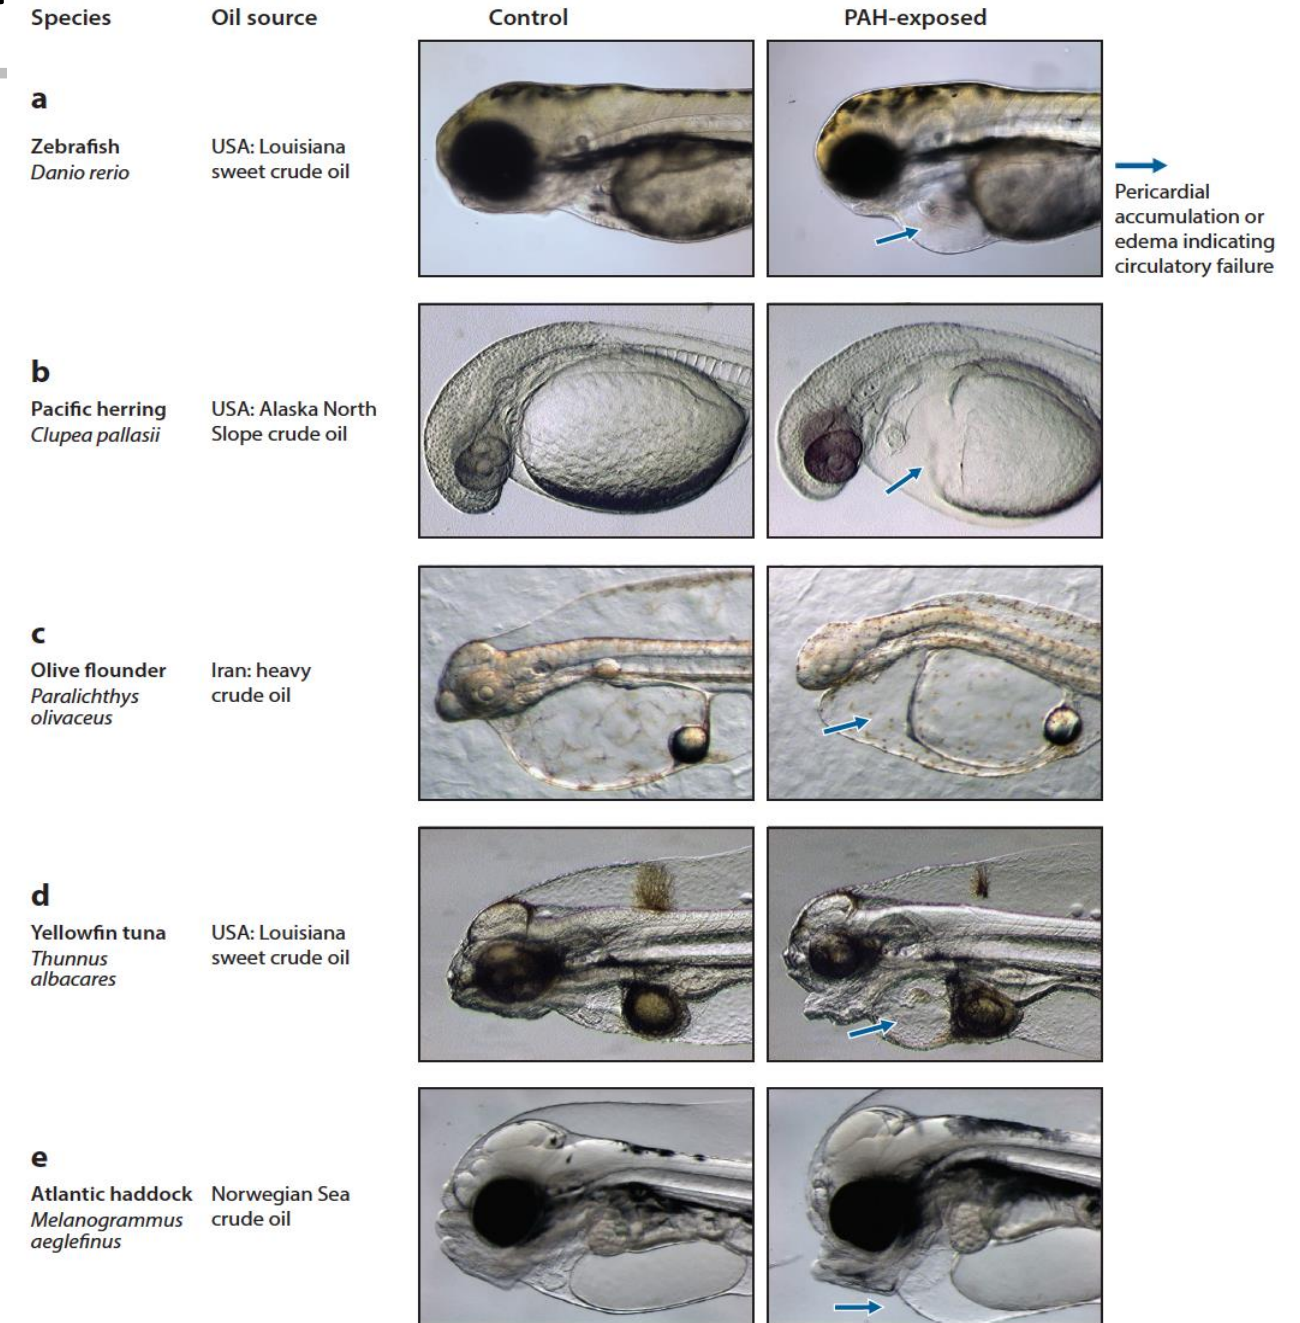 Species Oil source Control PAH-exposed
a
Zebrafish
Danio rerio
USA: Louisiana
sweet crude oil
Pericardial
accumulation or
edema indicating
circulatory failure
b
Pacific herring
Clupea pallasii
USA: Alaska North
Slope crude oil
c
Olive flounder
Paralichthys
olivaceus
Iran: heavy
crude oil
d
Yellowfin tuna
Thunnus
albacares
USA: Louisiana
sweet crude oil
e
Atlantic haddock
Melanogrammus
aeglefinus
Norwegian Sea
crude oil